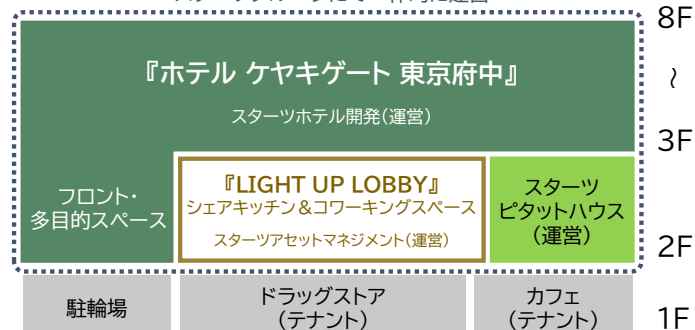 8F
『ホテル ケヤキゲート 東京府中』
～
スターツホテル開発(運営)
3F
『LIGHT UP LOBBY』
シェアキッチン＆コワーキングスペース
スターツアセットマネジメント(運営)
フロント・
多目的スペース
スターツ
ピタットハウス
(運営)
2F
駐輪場
ドラッグストア
(テナント)
カフェ
(テナント)
1F